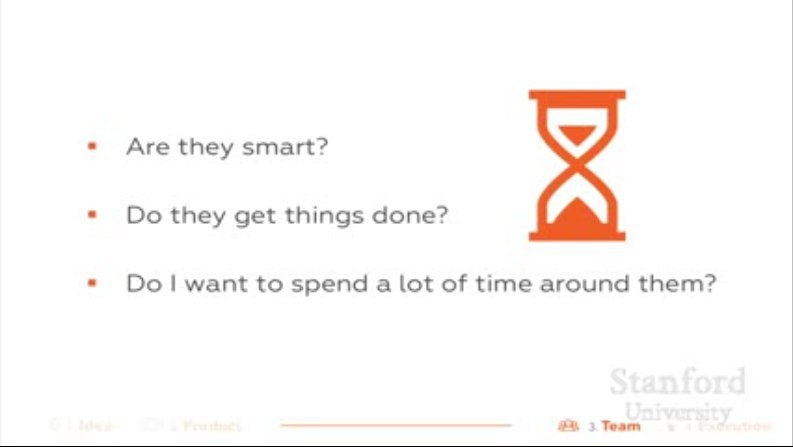 Are they smart?
Do they get things done?
Do I want to spend a lot of time around them?
Stanford
University
1. Idea 2. Product 3. Team 4. Execution